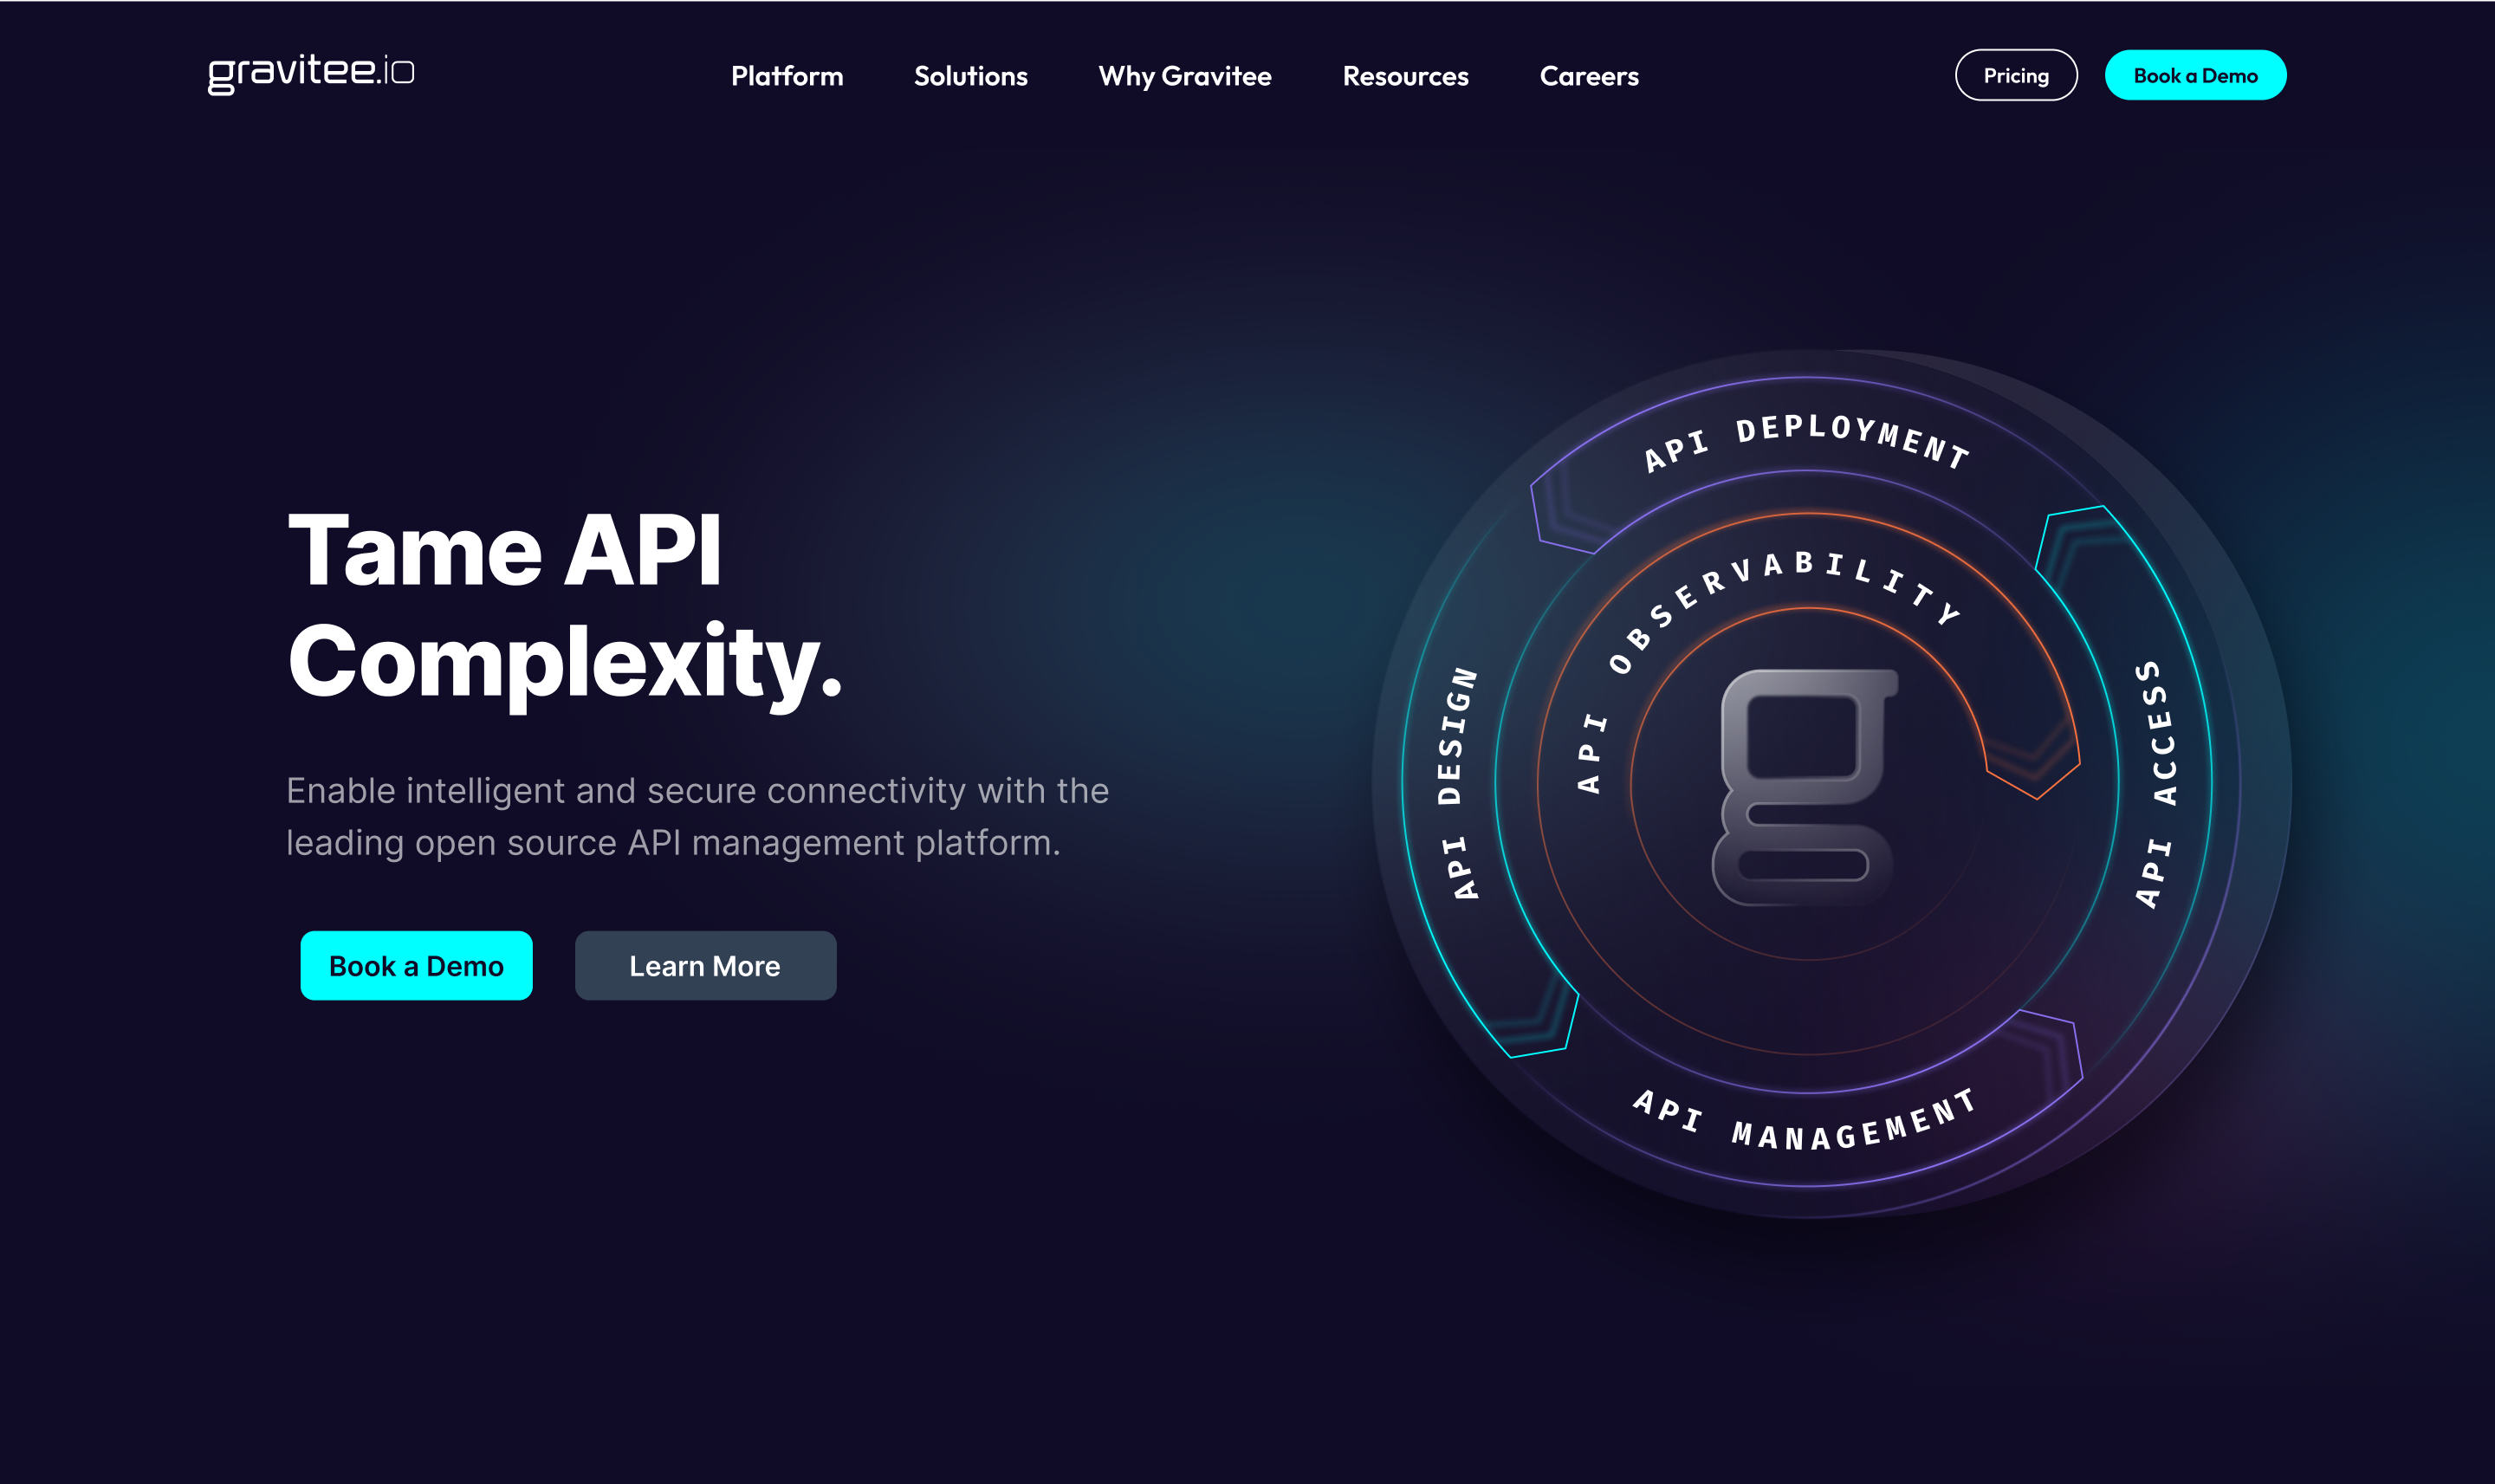 gravitee.io
Platform
Solutions
Why Gravitee
Resources
Careers
Pricing
Book a Demo
Tame API
Complexity.
Enable intelligent and secure connectivity with the
leading open source API management platform.
Book a Demo
Learn More
API DEPLOYMENT
API OBSERVABILITY
API DESIGN
API ACCESS
g
API MANAGEMENT